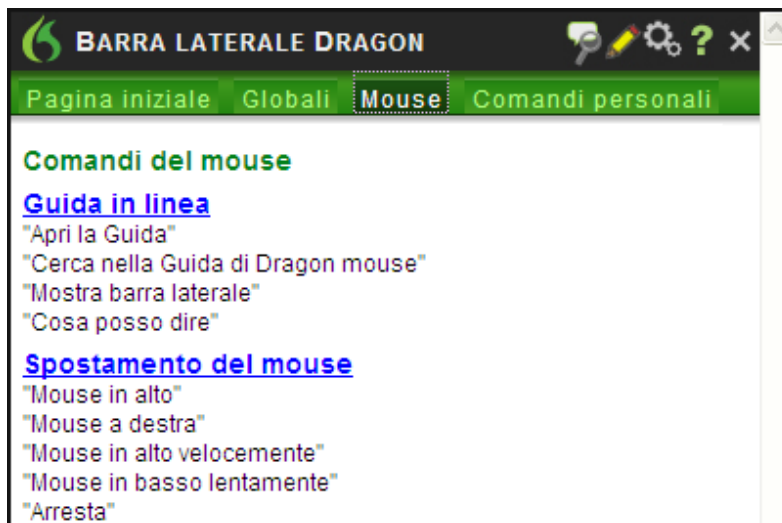 BARRA LATERALE DRAGON ?
Pagina iniziale Globali Mouse Comandi personali
Comandi del mouse
Guida in linea
"Apri la Guida"
"Cerca nella Guida di Dragon mouse"
"Mostra barra laterale"
"Cosa posso dire"
Spostamento del mouse
"Mouse in alto"
"Mouse a destra"
"Mouse in alto velocemente"
"Mouse in basso lentamente"
"Arresta"